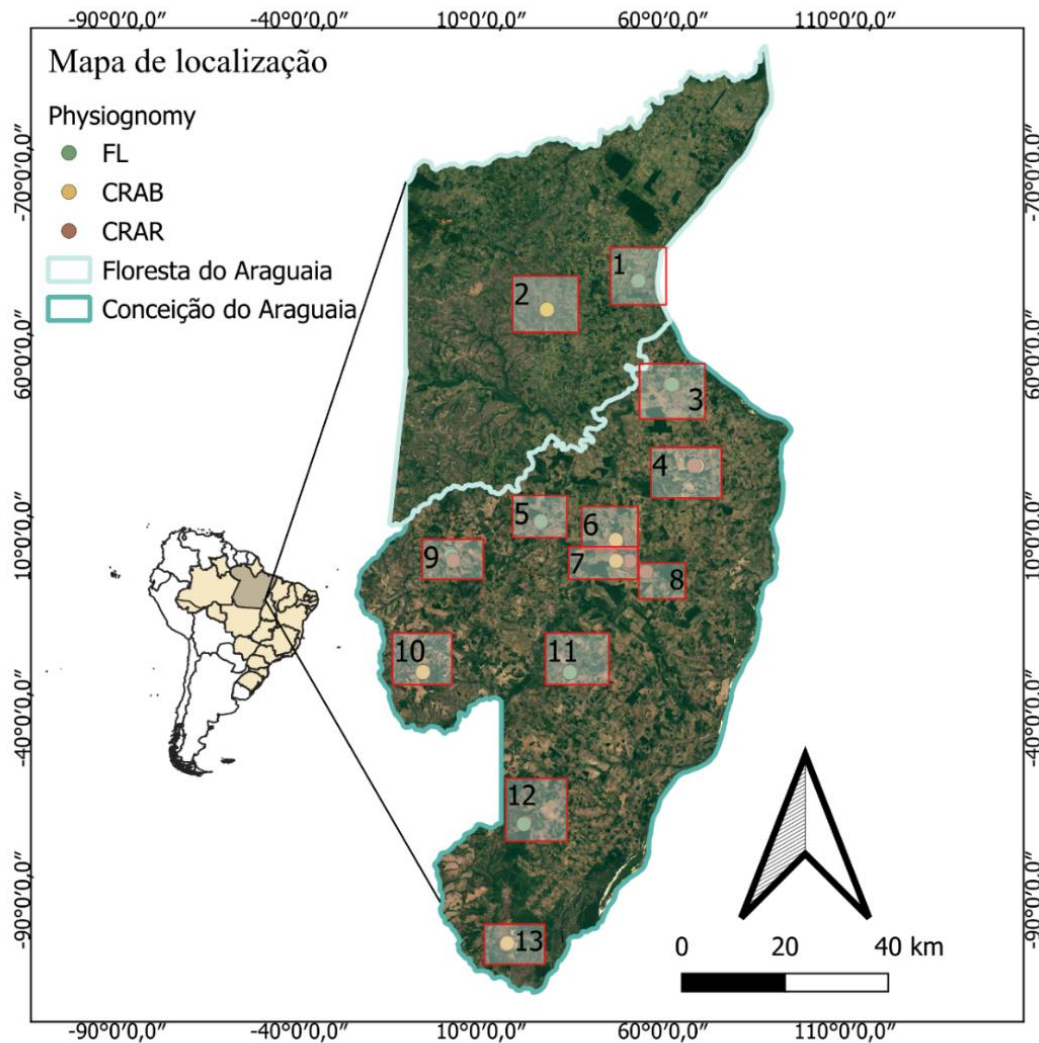 -90°0'0,0" -40°0'0,0" 10°0'0,0" 60°0'0,0" 110°0'0,0"
Mapa de localização
Physiognomy
FL
CRAB
CRAR
Floresta do Araguaia
Conceição do Araguaia
-70°0'0,0"
60°0'0,0"
10°0'0,0"
-40°0'0,0"
-90°0'0,0"
-70°0'0,0"
60°0'0,0"
10°0'0,0"
-40°0'0,0"
-90°0'0,0"
1
2
3
4
5
6
7
8
9
10
11
12
13
0 20 40 km
-90°0'0,0" -40°0'0,0" 10°0'0,0" 60°0'0,0" 110°0'0,0"